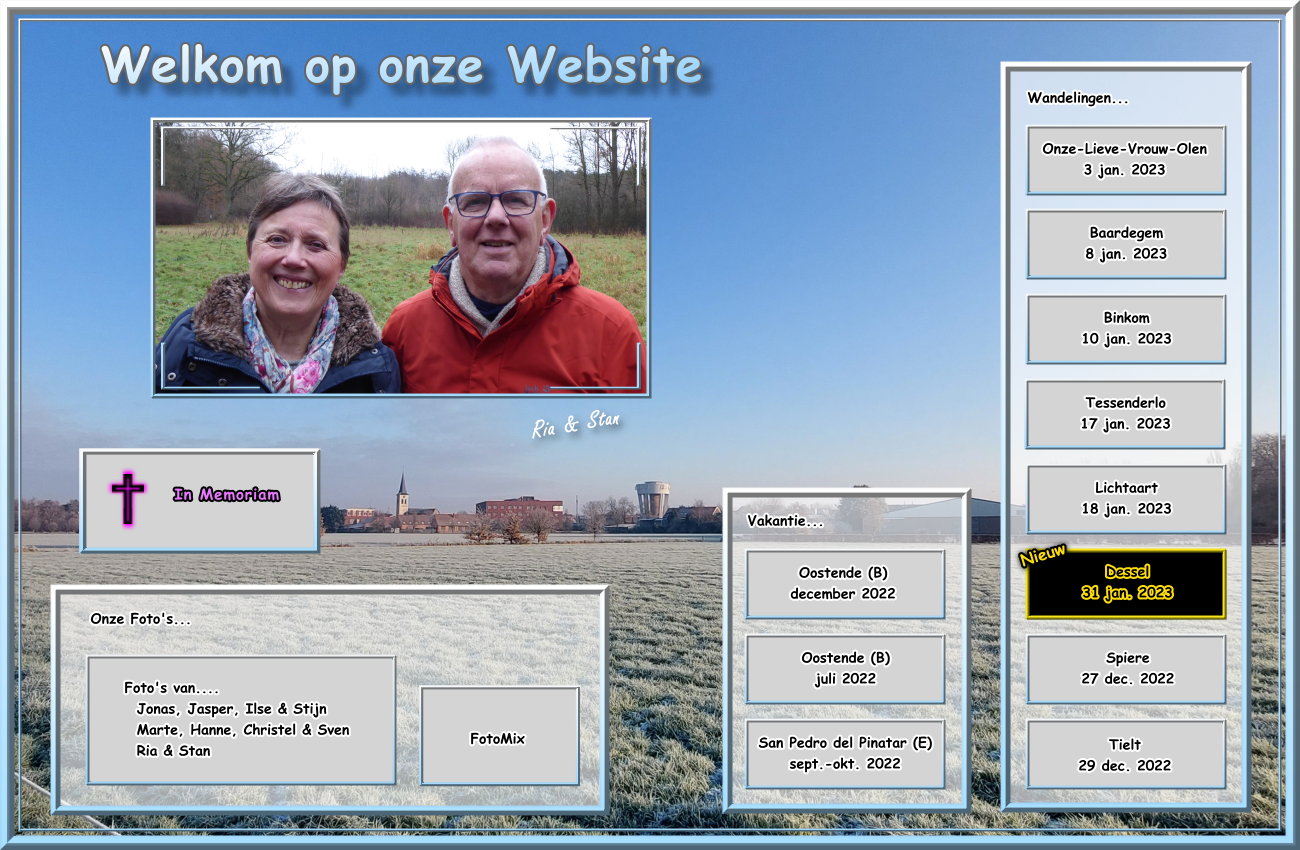 Welkom op onze Website
Ria & Stan
In Memoriam
Onze Foto's...
Foto's van....
Jonas, Jasper, Ilse & Stijn
Marte, Hanne, Christel & Sven
Ria & Stan
FotoMix
Vakantie...
Oostende (B)
december 2022
Oostende (B)
juli 2022
San Pedro del Pinatar (E)
sept.-okt. 2022
Wandelingen...
Onze-Lieve-Vrouw-Olen
3 jan. 2023
Baardegem
8 jan. 2023
Binkom
10 jan. 2023
Tessenderlo
17 jan. 2023
Lichtaart
18 jan. 2023
Nieuw
Dessel
31 jan. 2023
Spiere
27 dec. 2022
Tielt
29 dec. 2022